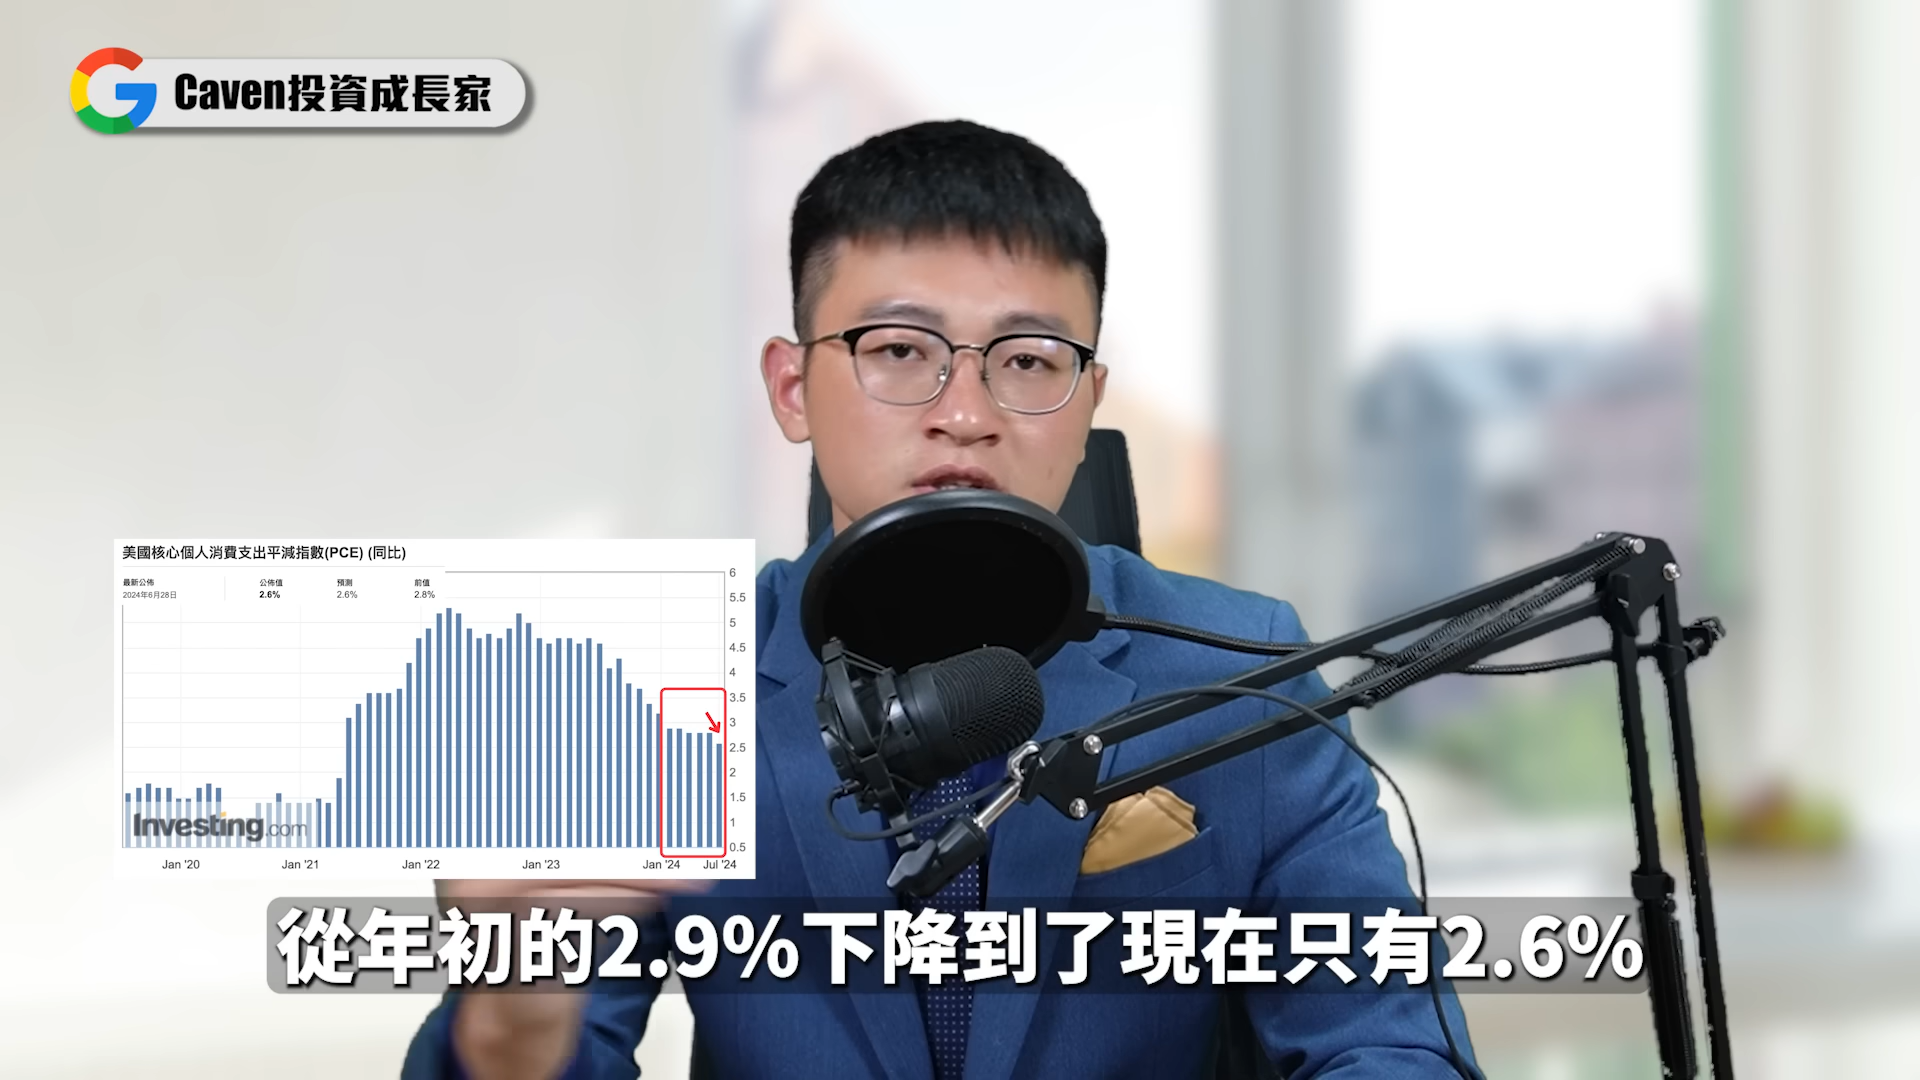 Caven投資成長家
美國核心個人消費支出平減指數(PCE) (同比)
最新公佈 公佈值 預測 前值
2024年6月28日 2.6% 2.6% 2.8%
6
5.5
5
4.5
4
3.5
3
2.5
2
1.5
1
0.5
Investing.com
Jan '20 Jan '21 Jan '22 Jan '23 Jan '24 Jul '24
從年初的2.9%下降到了現在只有2.6%